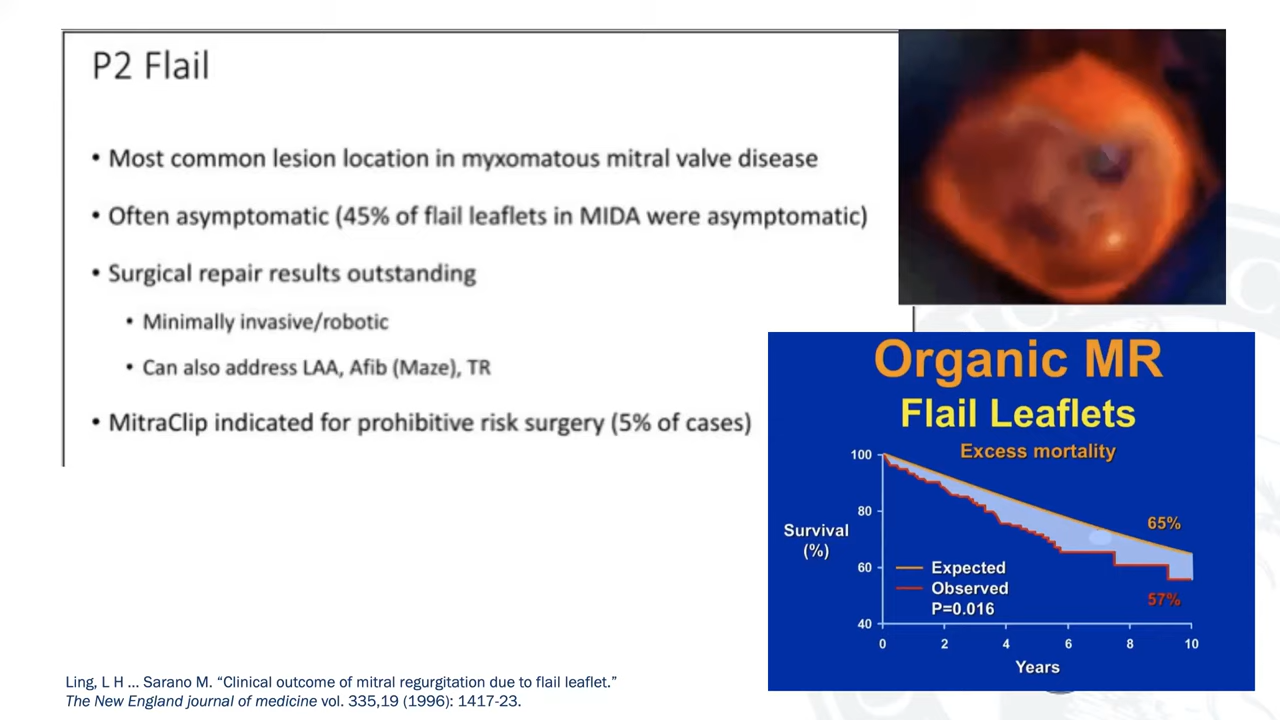 P2 Flail
• Most common lesion location in myxomatous mitral valve disease
• Often asymptomatic (45% of flail leaflets in MIDA were asymptomatic)
• Surgical repair results outstanding
• Minimally invasive/robotic
• Can also address LAA, Afib (Maze), TR
• MitraClip indicated for prohibitive risk surgery (5% of cases)
Organic MR
Flail Leaflets
Excess mortality
100
80
60
40
Survival
(%)
65%
57%
Expected
Observed
P=0.016
0 2 4 6 8 10
Years
Ling, L H ... Sarano M. “Clinical outcome of mitral regurgitation due to flail leaflet.”
The New England journal of medicine vol. 335,19 (1996): 1417-23.